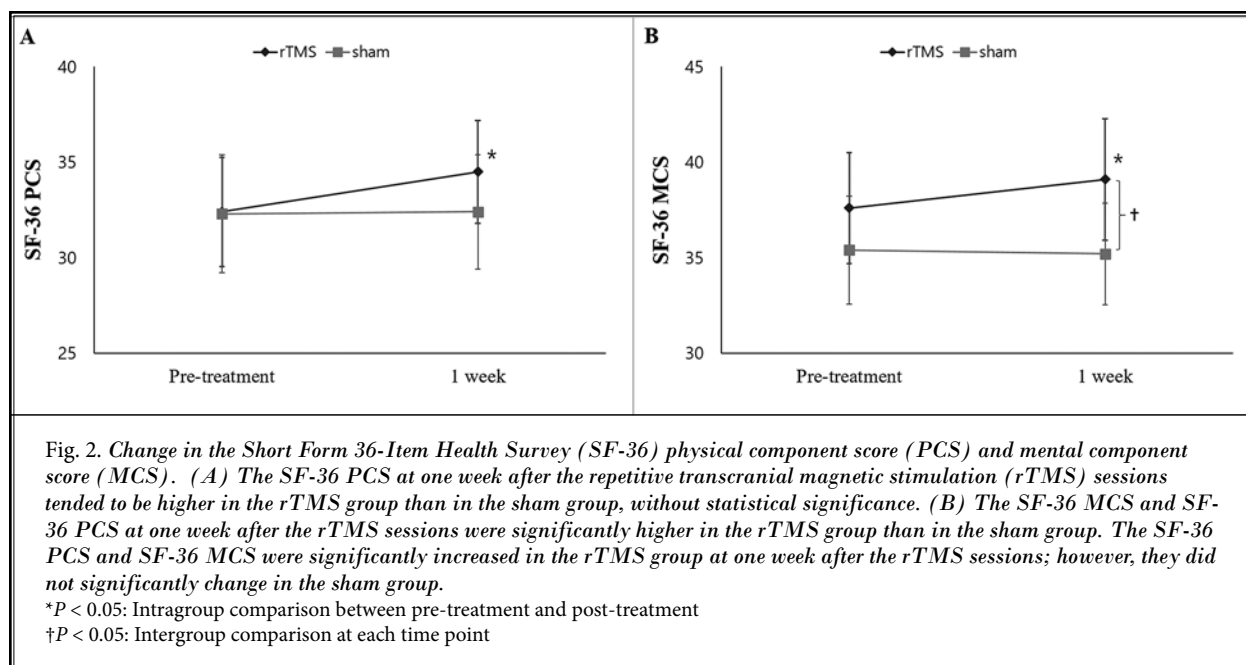 A
rTMS sham
40
35
30
25
SF-36 PCS
*
Pre-treatment 1 week
B
rTMS sham
45
40
35
30
SF-36 MCS
*
†
Pre-treatment 1 week
Fig. 2. Change in the Short Form 36-Item Health Survey (SF-36) physical component score (PCS) and mental component
score (MCS). (A) The SF-36 PCS at one week after the repetitive transcranial magnetic stimulation (rTMS) sessions
tended to be higher in the rTMS group than in the sham group, without statistical significance. (B) The SF-36 MCS and SF-
36 PCS at one week after the rTMS sessions were significantly higher in the rTMS group than in the sham group. The SF-36
PCS and SF-36 MCS were significantly increased in the rTMS group at one week after the rTMS sessions; however, they did
not significantly change in the sham group.
*P < 0.05: Intragroup comparison between pre-treatment and post-treatment
†P < 0.05: Intergroup comparison at each time point